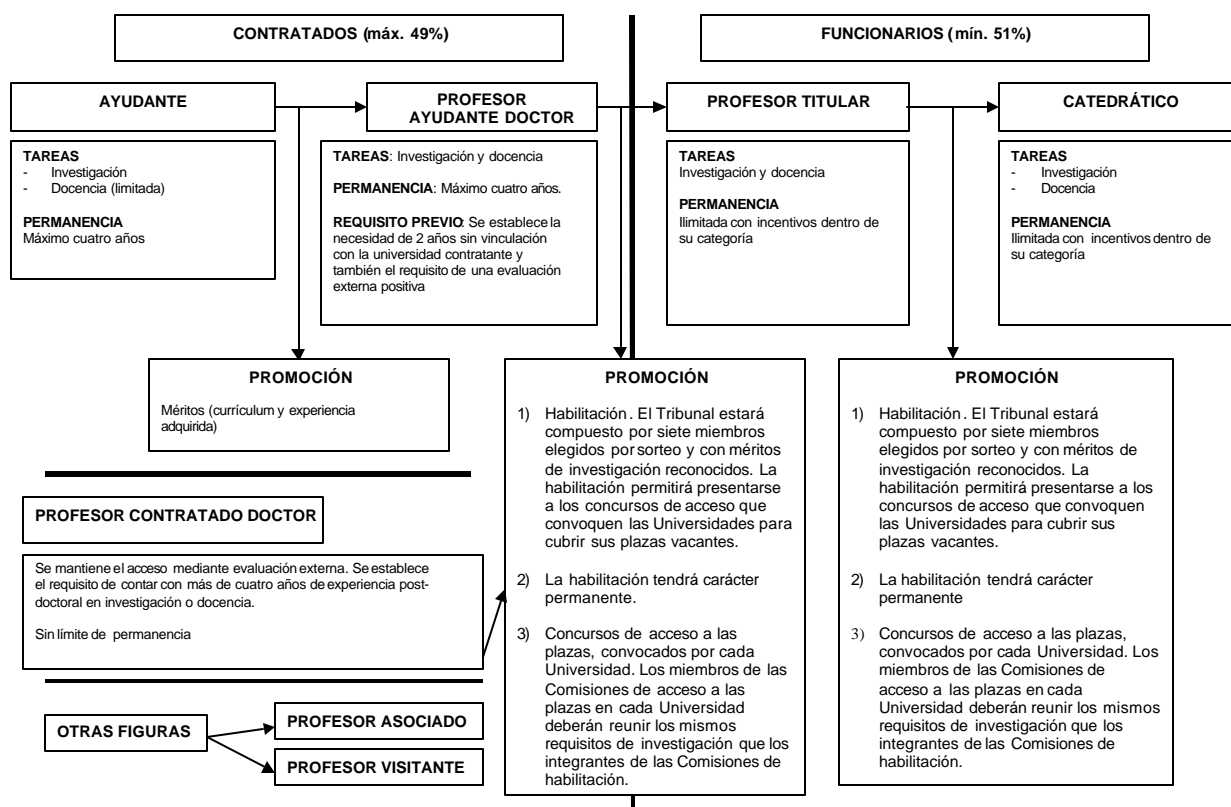 CONTRATADOS (máx. 49%)
FUNCIONARIOS (mín. 51%)
AYUDANTE
PROFESOR
AYUDANTE DOCTOR
PROFESOR TITULAR
CATEDRÁTICO
TAREAS
- Investigación
- Docencia (limitada)
PERMANENCIA
Máximo cuatro años
TAREAS: Investigación y docencia
PERMANENCIA: Máximo cuatro años.
REQUISITO PREVIO: Se establece la
necesidad de 2 años sin vinculación
con la universidad contratante y
también el requisito de una evaluación
externa positiva
TAREAS
Investigación y docencia
PERMANENCIA
Ilimitada con incentivos dentro de
su categoría
TAREAS
- Investigación
- Docencia
PERMANENCIA
Ilimitada con incentivos dentro de
su categoría
PROMOCIÓN
Méritos (currículum y experiencia
adquirida)
PROFESOR CONTRATADO DOCTOR
Se mantiene el acceso mediante evaluación externa. Se establece
el requisito de contar con más de cuatro años de experiencia post-
doctoral en investigación o docencia.
Sin límite de permanencia
OTRAS FIGURAS
PROFESOR ASOCIADO
PROFESOR VISITANTE
PROMOCIÓN
1) Habilitación. El Tribunal estará
compuesto por siete miembros
elegidos por sorteo y con méritos
de investigación reconocidos. La
habilitación permitirá presentarse
a los concursos de acceso que
convoquen las Universidades para
cubrir sus plazas vacantes.
2) La habilitación tendrá carácter
permanente.
3) Concursos de acceso a las
plazas, convocados por cada
Universidad. Los miembros de las
Comisiones de acceso a las
plazas en cada Universidad
deberán reunir los mismos
requisitos de investigación que los
integrantes de las Comisiones de
habilitación.
PROMOCIÓN
1) Habilitación. El Tribunal estará
compuesto por siete miembros
elegidos por sorteo y con méritos de
investigación reconocidos. La
habilitación permitirá presentarse a los
concursos de acceso que convoquen
las Universidades para cubrir sus
plazas vacantes.
2) La habilitación tendrá carácter
permanente
3) Concursos de acceso a las plazas,
convocados por cada Universidad. Los
miembros de las Comisiones de
acceso a las plazas en cada
Universidad deberán reunir los mismos
requisitos de investigación que los
integrantes de las Comisiones de
habilitación.